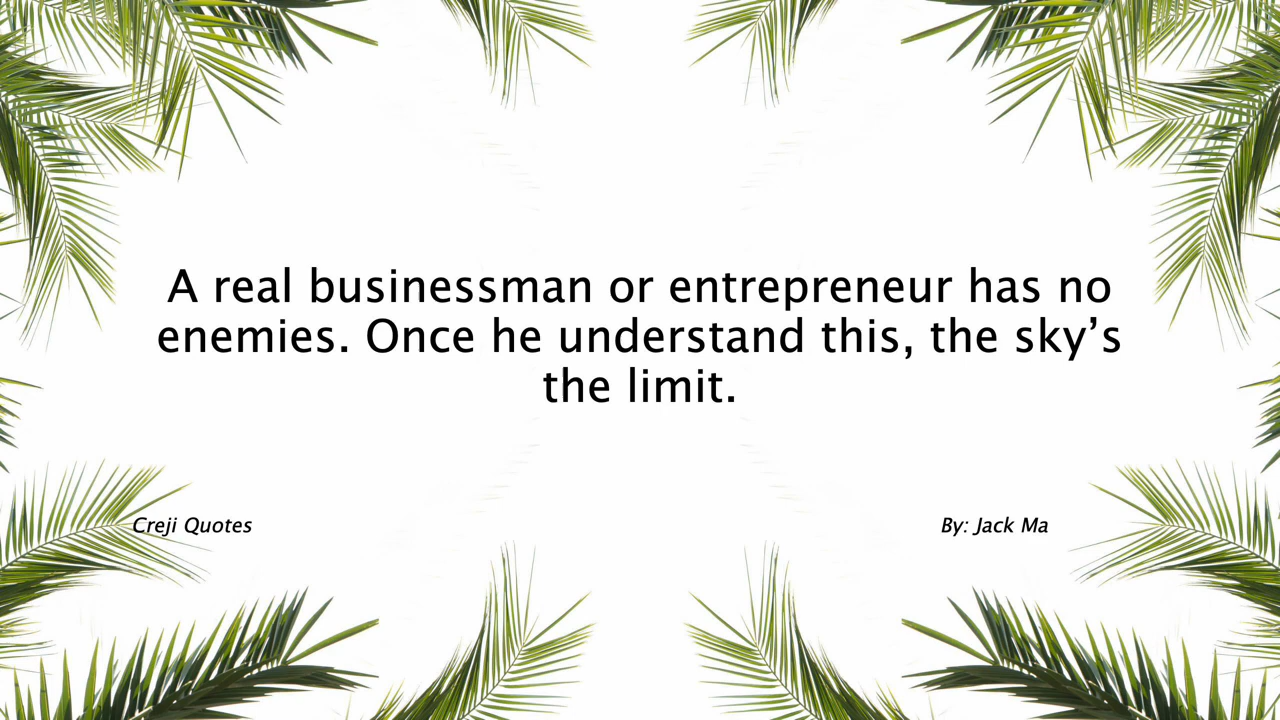 A real businessman or entrepreneur has no
enemies. Once he understand this, the sky’s
the limit.
Creji Quotes
By: Jack Ma